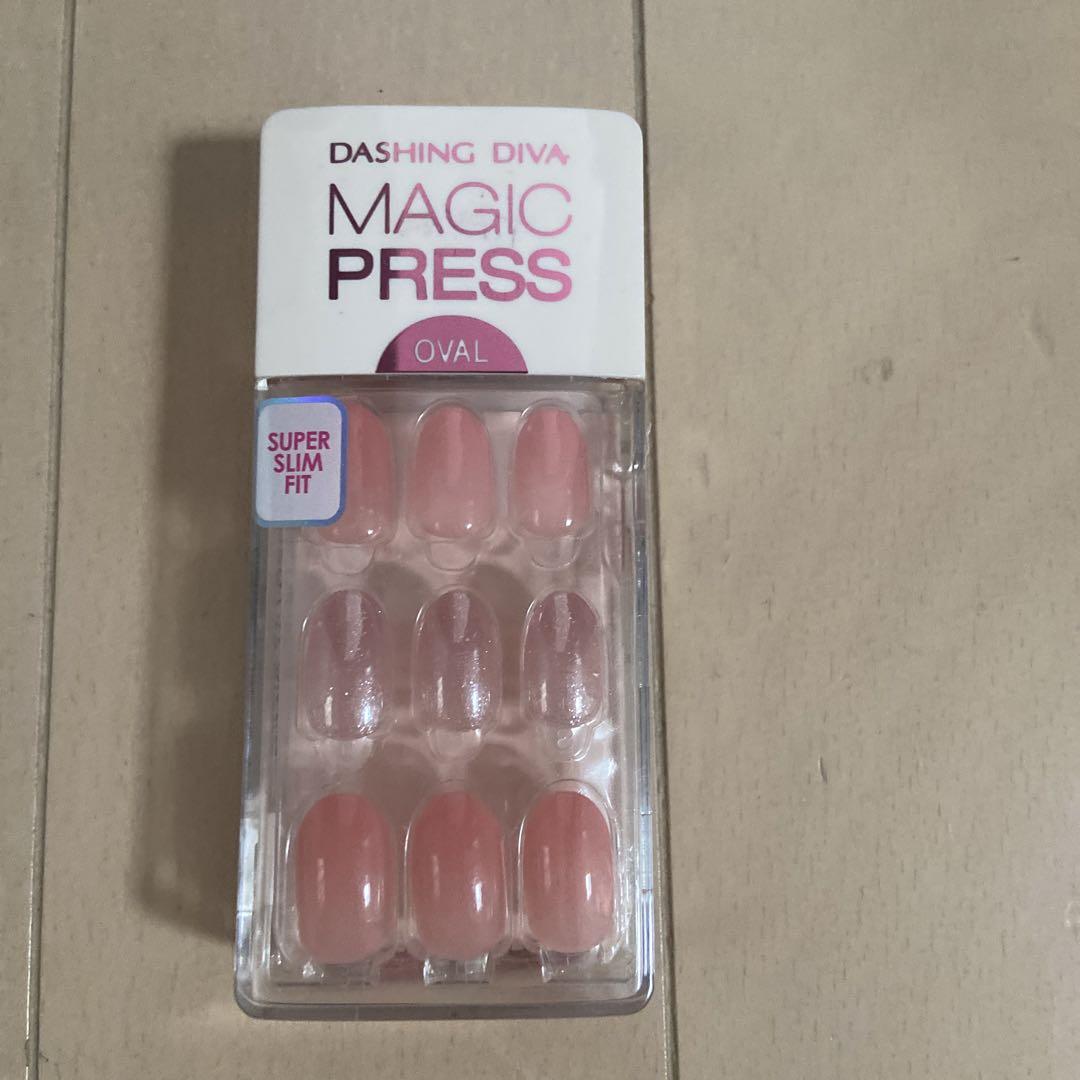 DASHING DIVA
MAGIC
PRESS
OVAL
SUPER
SLIM
FIT